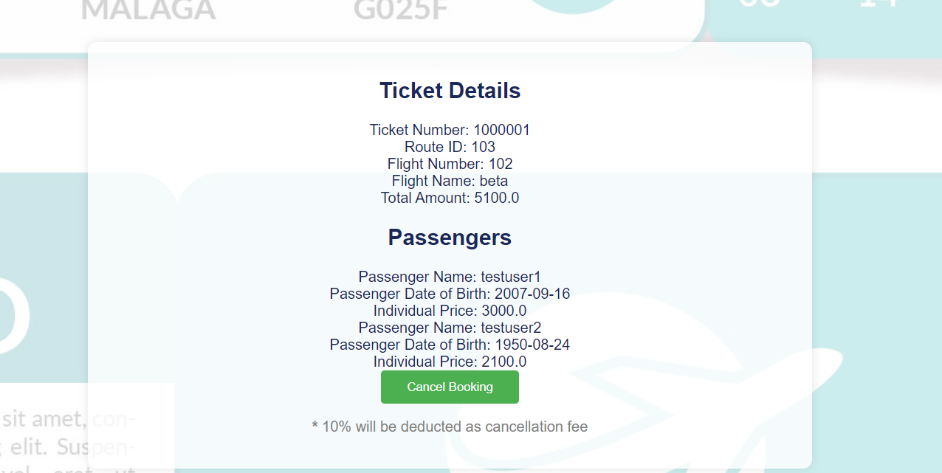 MALAGA G025F
Ticket Details
Ticket Number: 1000001
Route ID: 103
Flight Number: 102
Flight Name: beta
Total Amount: 5100.0
Passengers
Passenger Name: testuser1
Passenger Date of Birth: 2007-09-16
Individual Price: 3000.0
Passenger Name: testuser2
Passenger Date of Birth: 1950-08-24
Individual Price: 2100.0
Cancel Booking
* 10% will be deducted as cancellation fee
sit amet, con-
elit. Suspen-